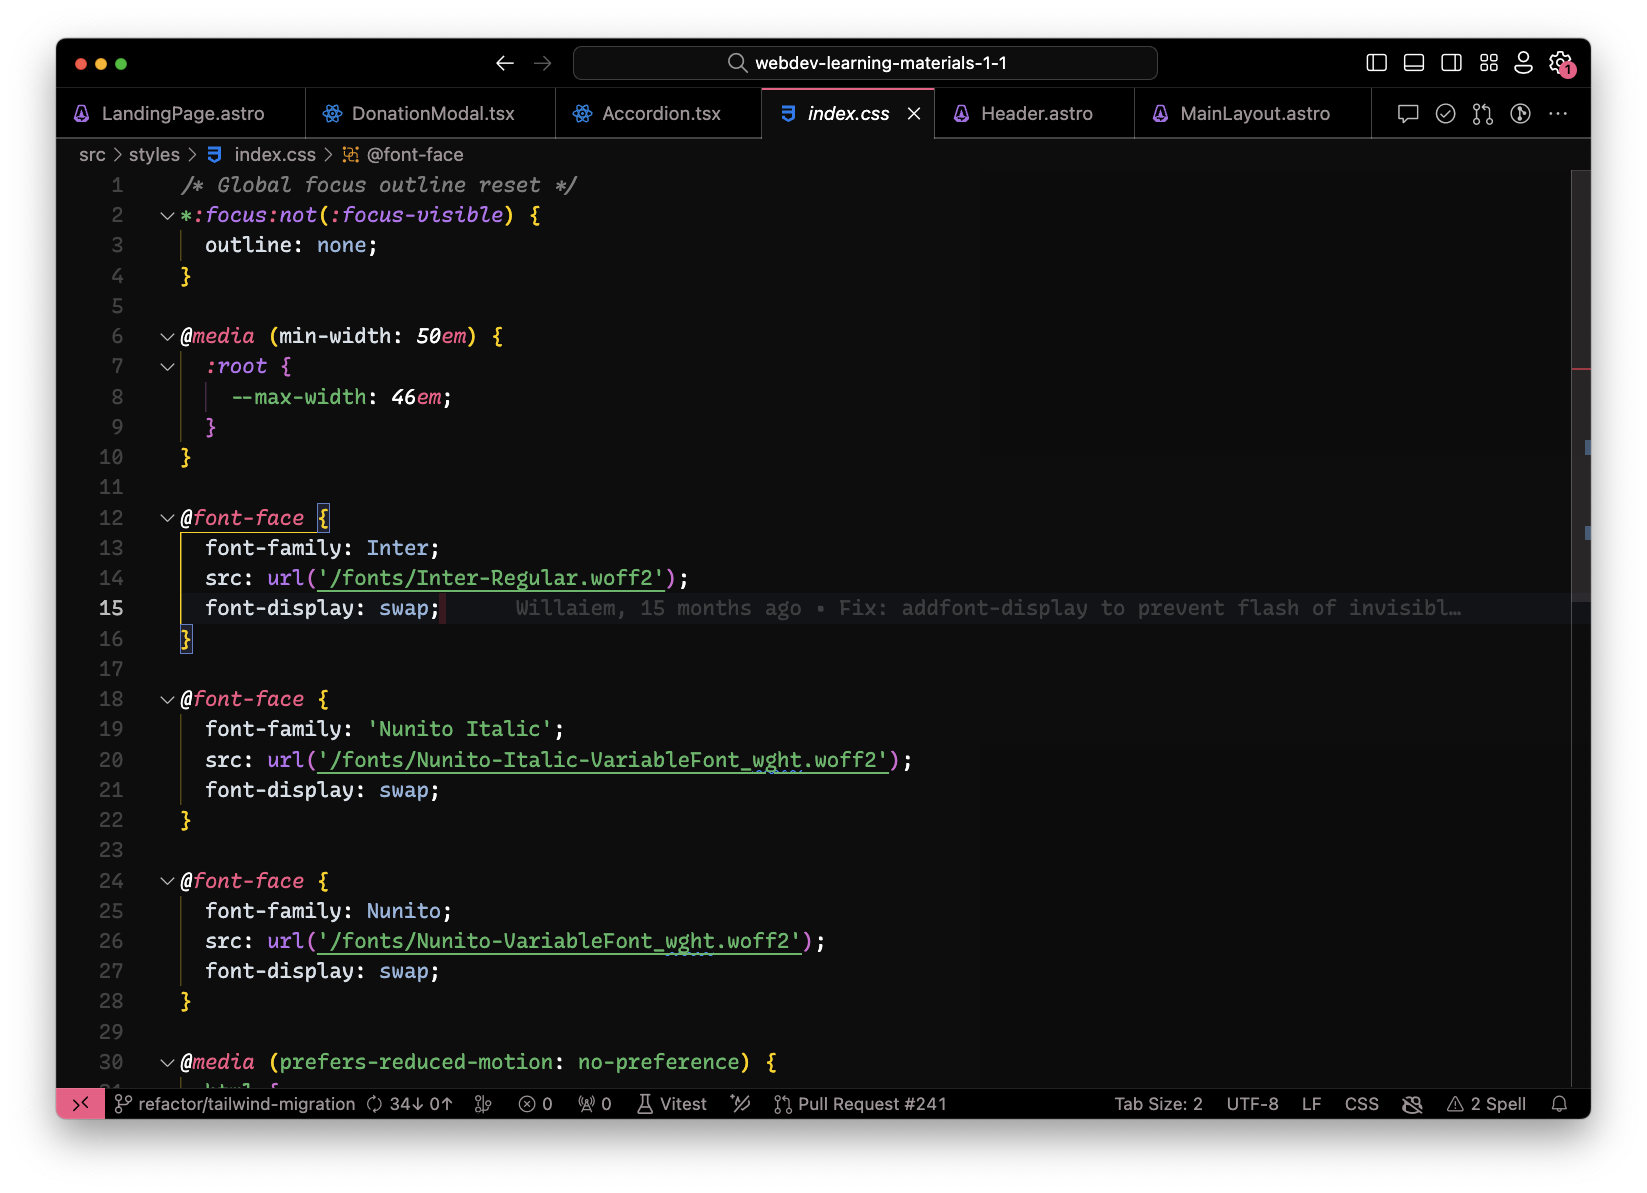 webdev-learning-materials-1-1
1
LandingPage.astro DonationModal.tsx Accordion.tsx index.css Header.astro MainLayout.astro
src > styles > index.css > @font-face
1 /* Global focus outline reset */
2 *:focus:not(:focus-visible) {
3 outline: none;
4 }
5
6 @media (min-width: 50em) {
7 :root {
8 --max-width: 46em;
9 }
10 }
11
12 @font-face {
13 font-family: Inter;
14 src: url('/fonts/Inter-Regular.woff2');
15 font-display: swap; Willaiem, 15 months ago • Fix: addfont-display to prevent flash of invisibl…
16 }
17
18 @font-face {
19 font-family: 'Nunito Italic';
20 src: url('/fonts/Nunito-Italic-VariableFont_wght.woff2');
21 font-display: swap;
22 }
23
24 @font-face {
25 font-family: Nunito;
26 src: url('/fonts/Nunito-VariableFont_wght.woff2');
27 font-display: swap;
28 }
29
30 @media (prefers-reduced-motion: no-preference) {
refactor/tailwind-migration 34↓ 0↑ 0 0 Vitest Pull Request #241 Tab Size: 2 UTF-8 LF CSS 2 Spell